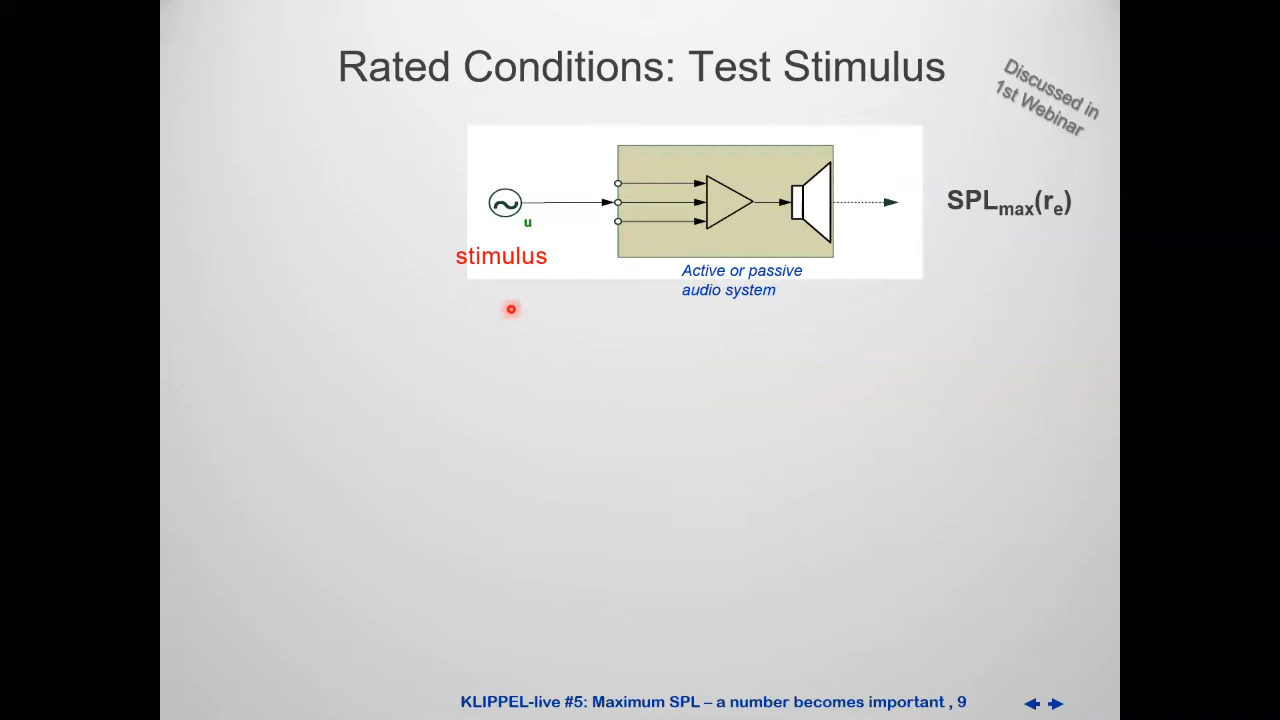 Rated Conditions: Test Stimulus
Discussed in
1st Webinar
u
stimulus
SPLmax(re)
Active or passive
audio system
KLIPPEL-live #5: Maximum SPL – a number becomes important , 9